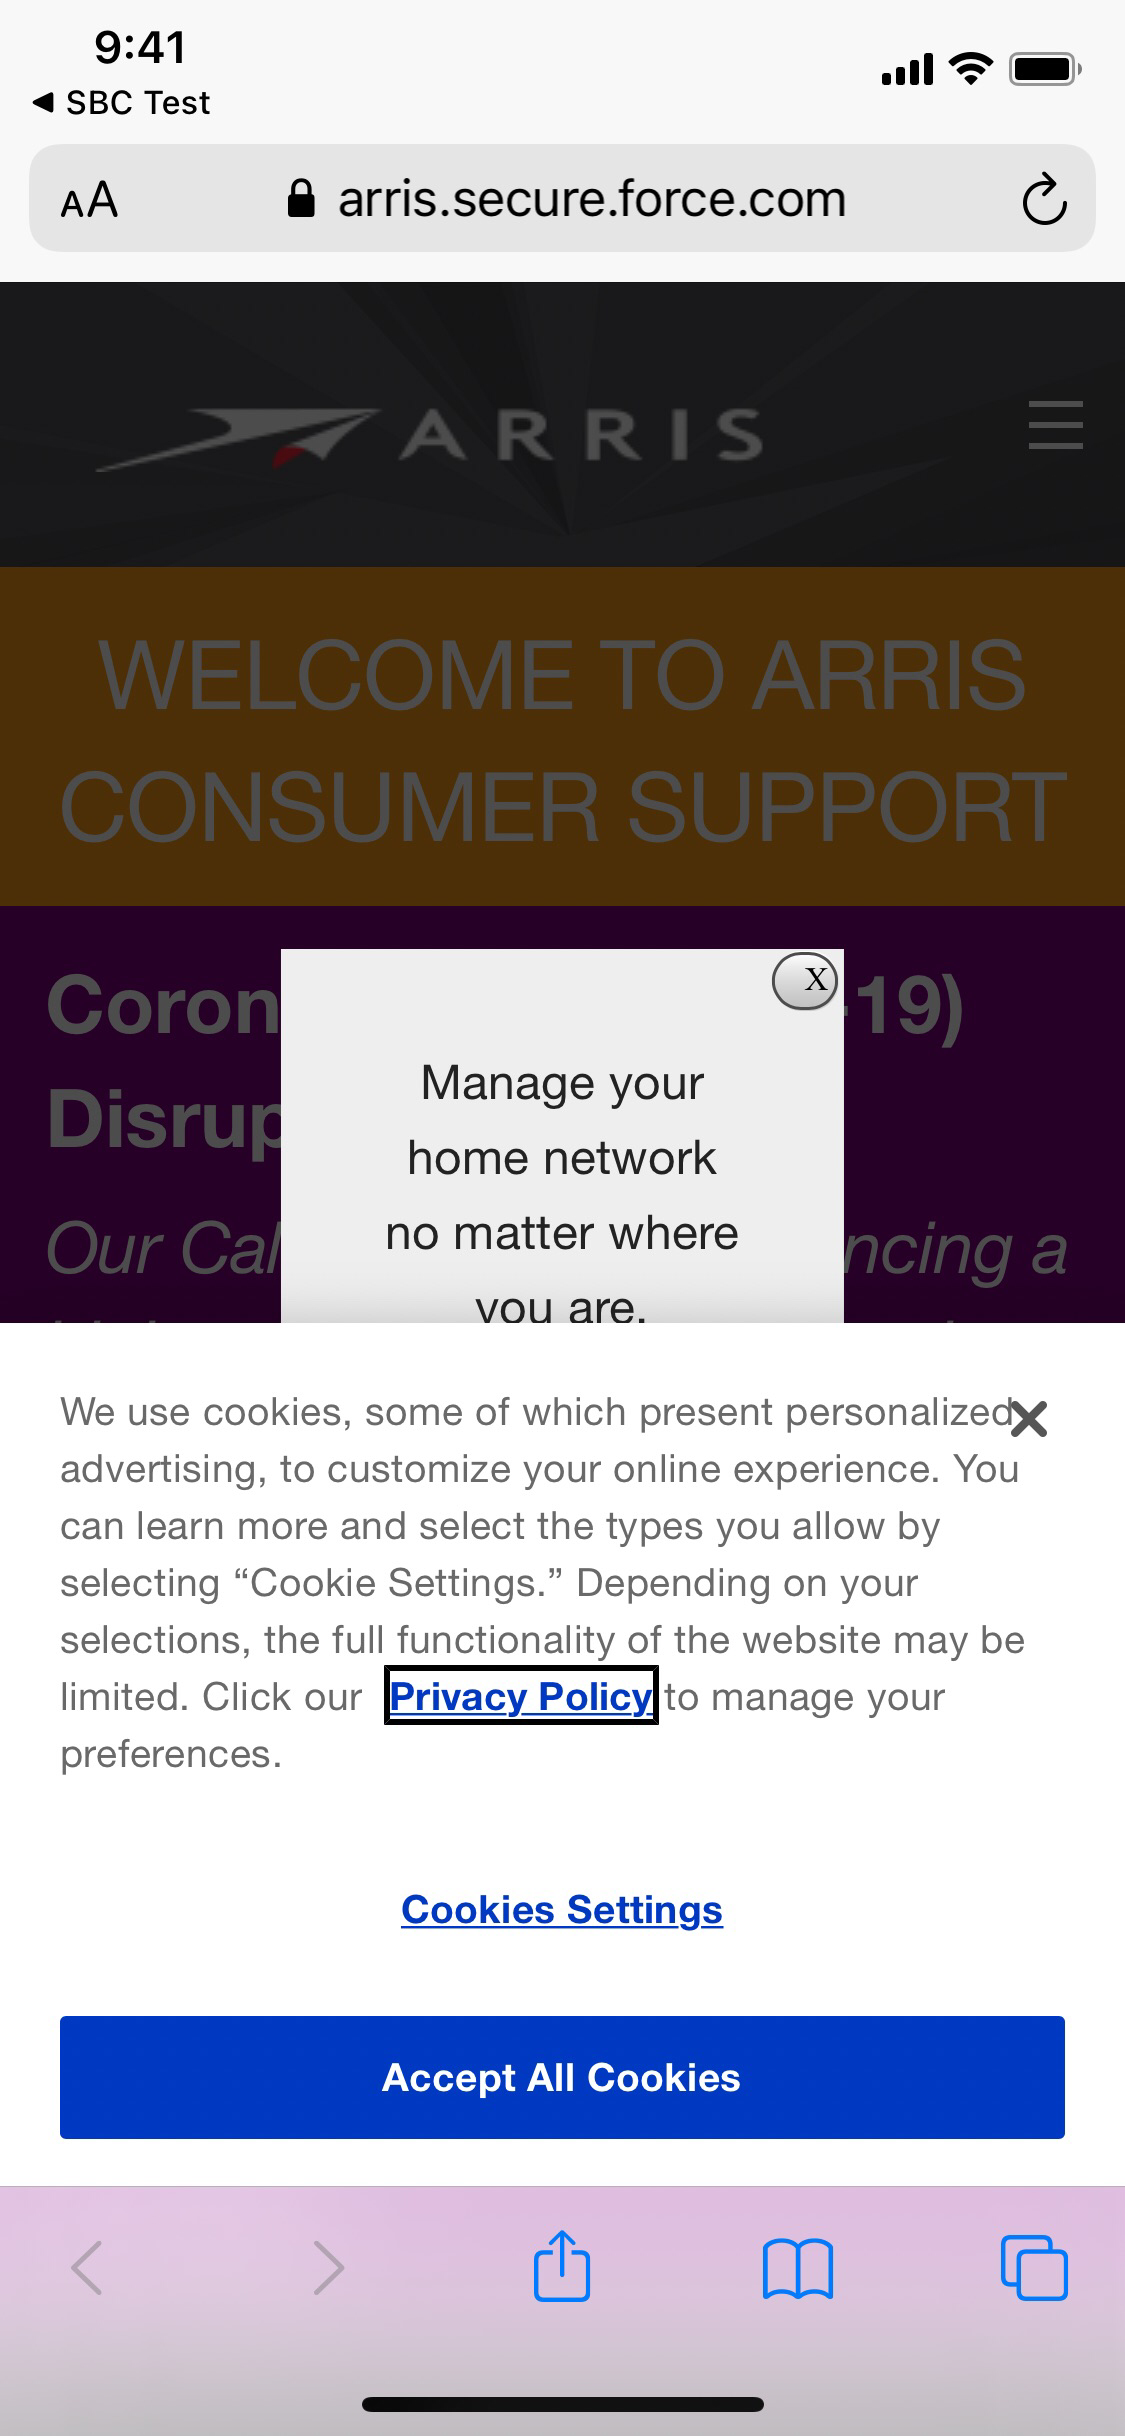 9:41
◀ SBC Test
AA
arris.secure.force.com
ARRIS
WELCOME TO ARRIS
CONSUMER SUPPORT
Coron
-19)
Disrup
Our Cal
ncing a
X
Manage your
home network
no matter where
you are.
We use cookies, some of which present personalized
advertising, to customize your online experience. You
can learn more and select the types you allow by
selecting “Cookie Settings.” Depending on your
selections, the full functionality of the website may be
limited. Click our Privacy Policy to manage your
preferences.
Cookies Settings
Accept All Cookies